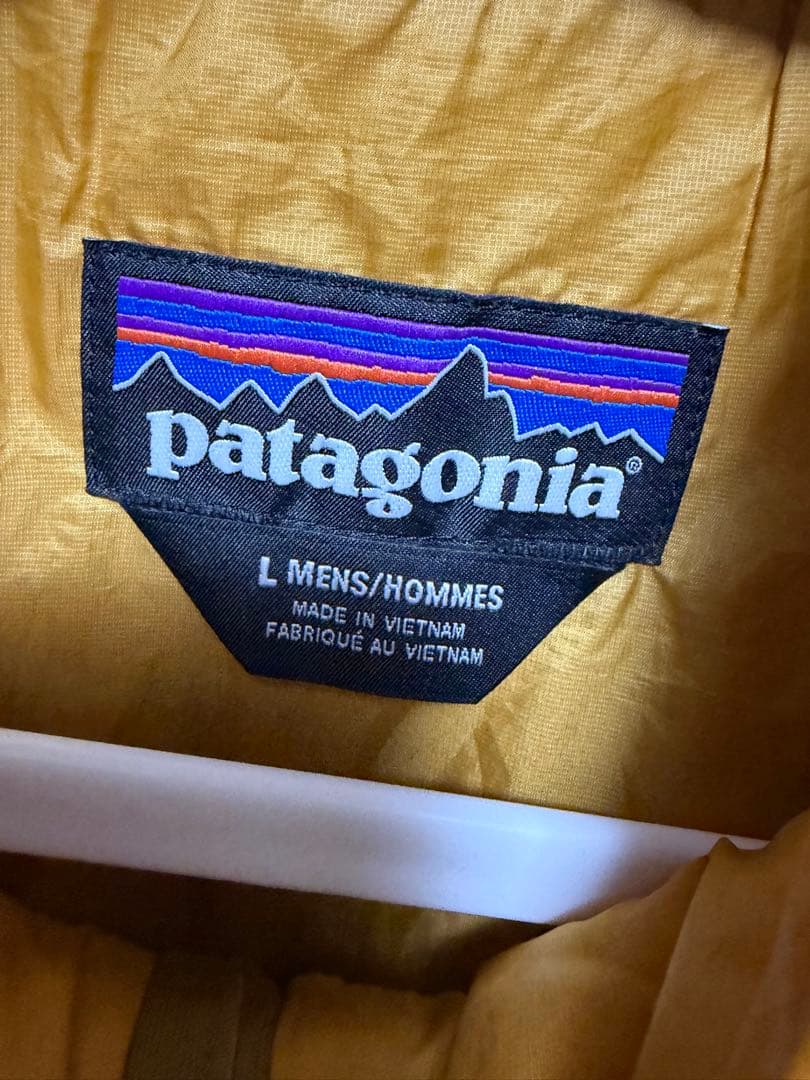 patagonia®
L MENS/HOMMES
MADE IN VIETNAM
FABRIQUÉ AU VIETNAM